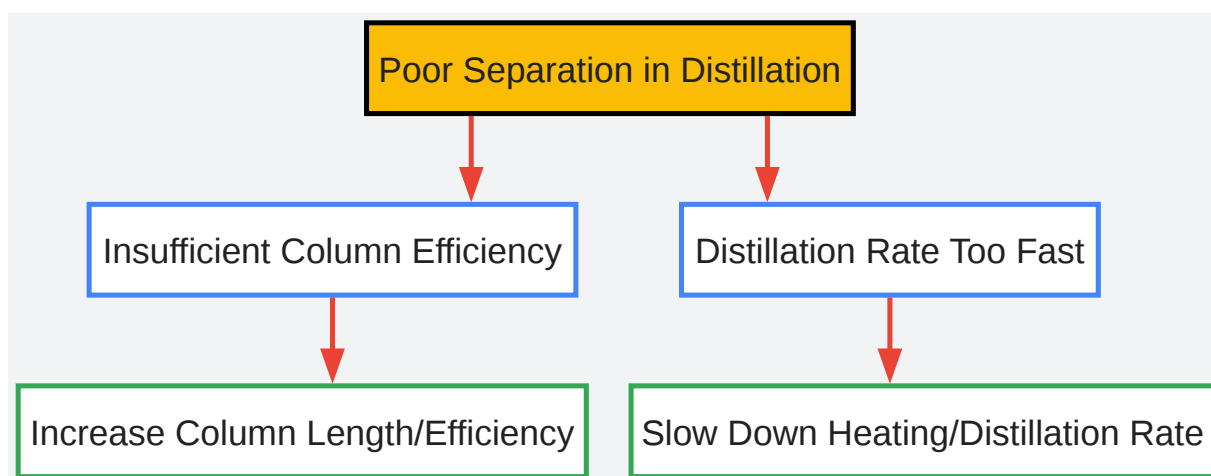 Poor Separation in Distillation
Insufficient Column Efficiency
Distillation Rate Too Fast
Increase Column Length/Efficiency
Slow Down Heating/Distillation Rate